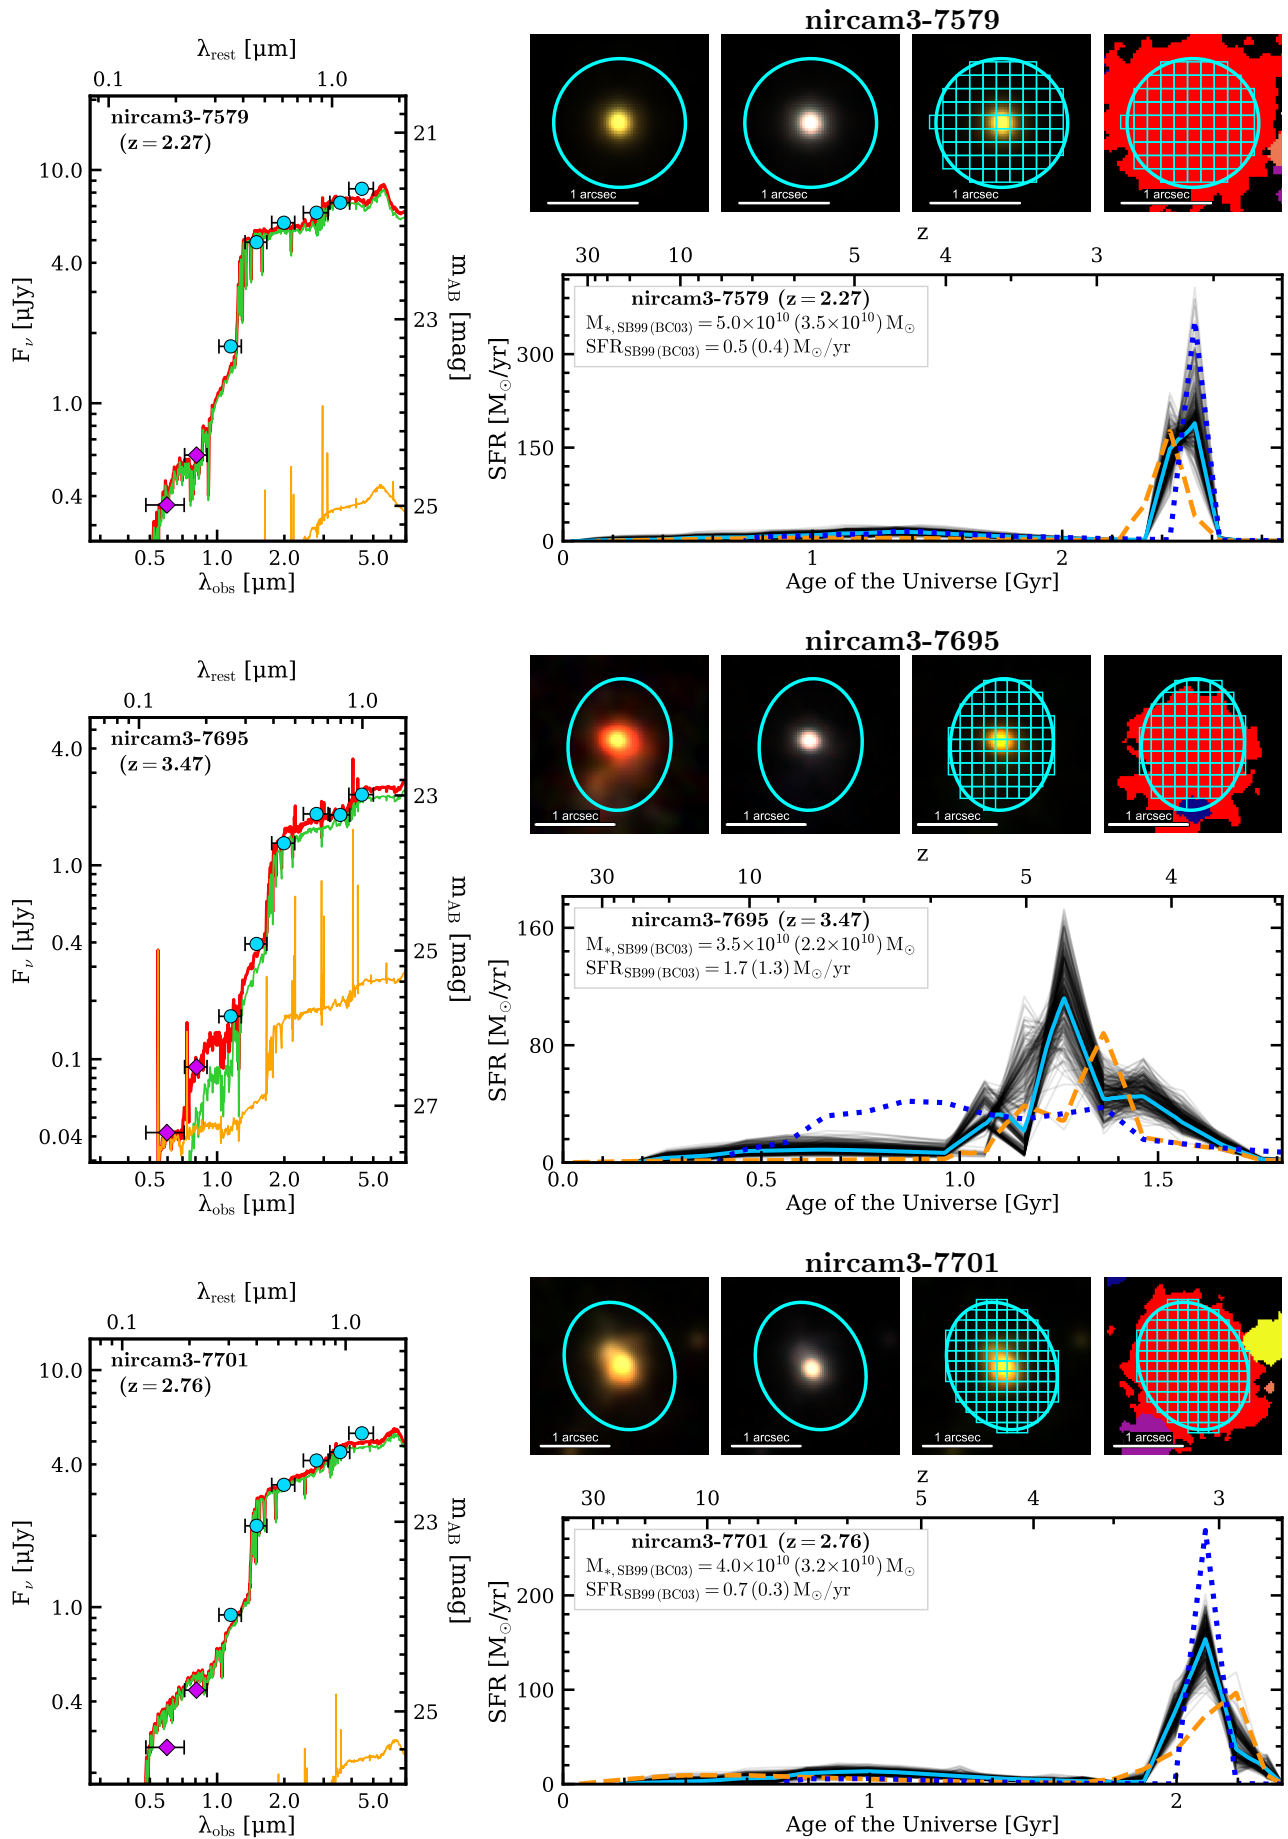 nircam3-7579
λrest [µm]
0.1 1.0
nircam3-7579
(z = 2.27)
10.0
4.0
1.0
0.4
Fν [µJy]
21
23
25
mAB [mag]
0.5 1.0 2.0 5.0
λobs [µm]
1 arcsec
1 arcsec
1 arcsec
1 arcsec
z
30 10 5 4 3
nircam3-7579 (z = 2.27)
M*,SB99(BC03) = 5.0×10^10 (3.5×10^10) M⊙
SFRSB99(BC03) = 0.5 (0.4) M⊙/yr
SFR [M⊙/yr]
300
150
0
0 1 2
Age of the Universe [Gyr]
nircam3-7695
λrest [µm]
0.1 1.0
nircam3-7695
(z = 3.47)
4.0
1.0
0.4
0.1
0.04
Fν [µJy]
23
25
27
mAB [mag]
0.5 1.0 2.0 5.0
λobs [µm]
1 arcsec
1 arcsec
1 arcsec
1 arcsec
z
30 10 5 4
nircam3-7695 (z = 3.47)
M*,SB99(BC03) = 3.5×10^10 (2.2×10^10) M⊙
SFRSB99(BC03) = 1.7 (1.3) M⊙/yr
SFR [M⊙/yr]
160
80
0
0.0 0.5 1.0 1.5
Age of the Universe [Gyr]
nircam3-7701
λrest [µm]
0.1 1.0
nircam3-7701
(z = 2.76)
10.0
4.0
1.0
0.4
Fν [µJy]
23
25
mAB [mag]
0.5 1.0 2.0 5.0
λobs [µm]
1 arcsec
1 arcsec
1 arcsec
1 arcsec
z
30 10 5 4 3
nircam3-7701 (z = 2.76)
M*,SB99(BC03) = 4.0×10^10 (3.2×10^10) M⊙
SFRSB99(BC03) = 0.7 (0.3) M⊙/yr
SFR [M⊙/yr]
200
100
0
0 1 2
Age of the Universe [Gyr]